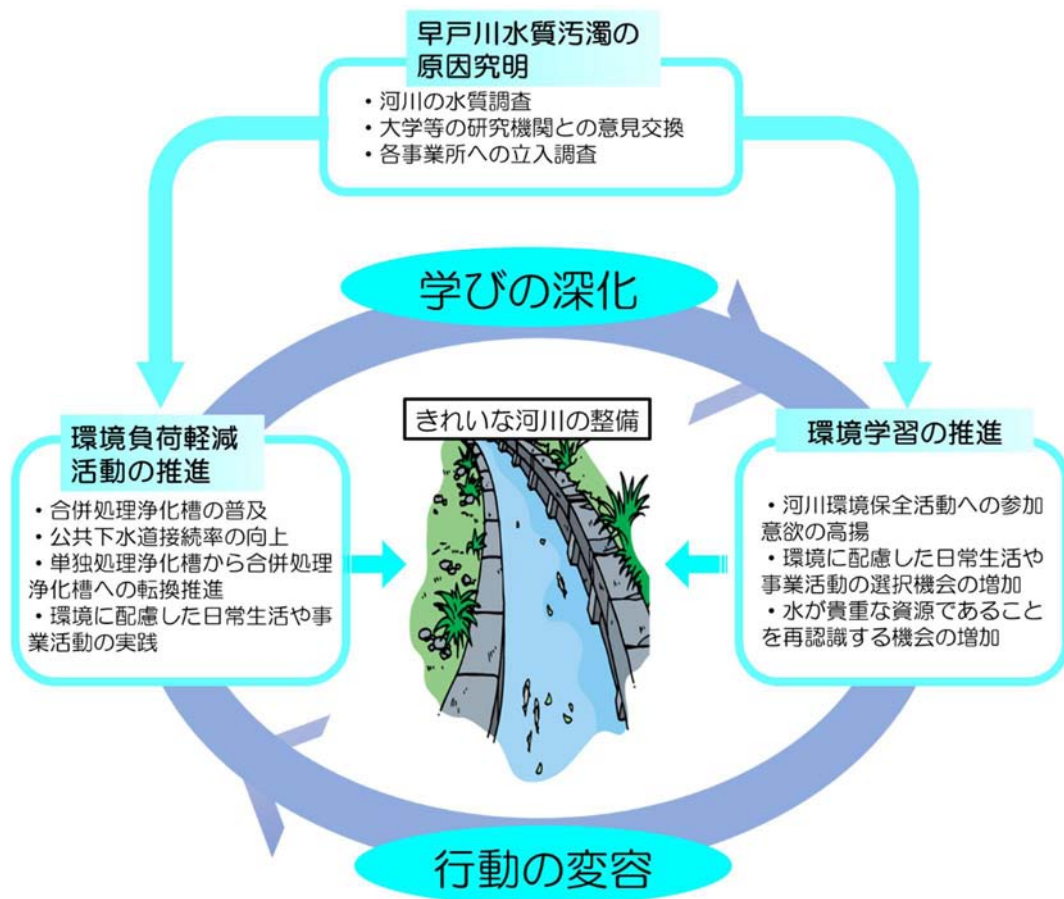 早戸川水質汚濁の
原因究明
・河川の水質調査
・大学等の研究機関との意見交換
・各事業所への立入調査
学びの深化
環境負荷軽減
活動の推進
・合併処理浄化槽の普及
・公共下水道接続率の向上
・単独処理浄化槽から合併処理
浄化槽への転換推進
・環境に配慮した日常生活や事
業活動の実践
きれいな河川の整備
環境学習の推進
・河川環境保全活動への参加
意欲の高揚
・環境に配慮した日常生活や
事業活動の選択機会の増加
・水が貴重な資源であること
を再認識する機会の増加
行動の変容